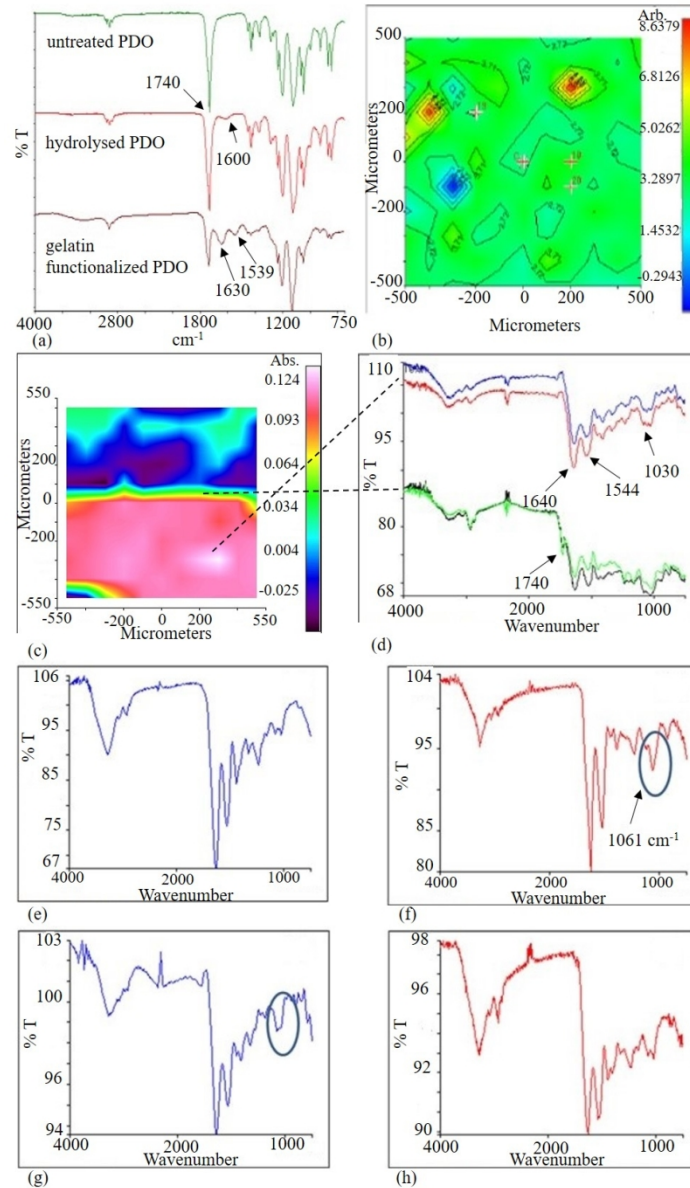 untreated PDO
1740
% T
hydrolysed PDO
1600
gelatin
functionalized PDO
1630
1539
4000 2800 1800 1200 750
cm-1
(a)
Arb.
8.6379
6.8126
5.0262
3.2897
1.4532
-0.2943
500
200
0
-200
-500
Micrometers
-500 -200 0 200 500
Micrometers
(b)
Abs.
0.124
0.093
0.064
0.034
0.004
-0.025
550
200
0.0
-200
-550
Micrometers
-550 -200 0 200 550
Micrometers
(c)
110
95
80
68
% T
1640
1544
1030
1740
4000 2000 1000
Wavenumber
(d)
106
95
85
75
67
% T
4000 2000 1000
Wavenumber
(e)
104
95
85
80
% T
1061 cm-1
4000 2000 1000
Wavenumber
(f)
103
100
96
94
% T
4000 2000 1000
Wavenumber
(g)
98
95
92
90
% T
4000 2000 1000
Wavenumber
(h)